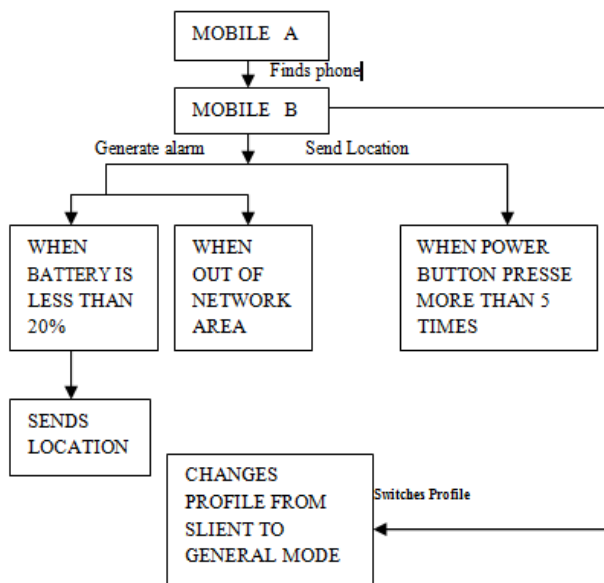 MOBILE A
Finds phone
MOBILE B
Generate alarm
Send Location
WHEN
BATTERY IS
LESS THAN
20%
WHEN
OUT OF
NETWORK
AREA
WHEN POWER
BUTTON PRESSE
MORE THAN 5
TIMES
SENDS
LOCATION
CHANGES
PROFILE FROM
SLIENT TO
GENERAL MODE
Switches Profile